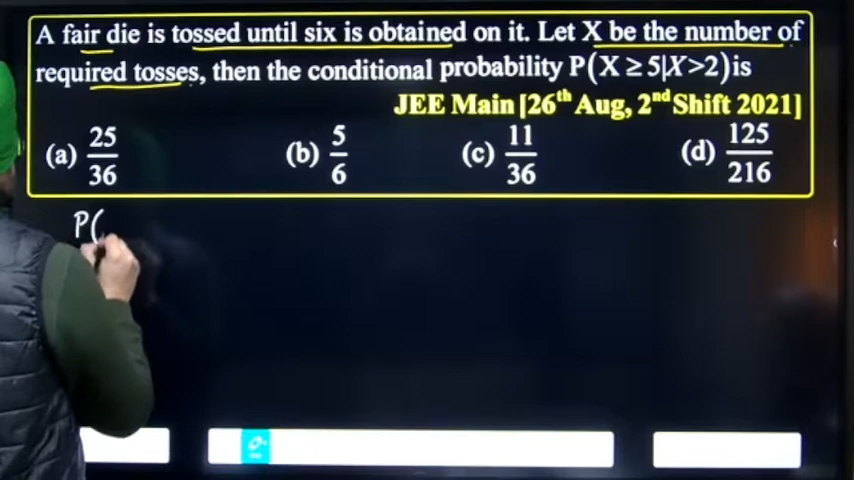 A fair die is tossed until six is obtained on it. Let X be the number of
required tosses, then the conditional probability P(X ≥ 5|X>2) is
JEE Main [26th Aug, 2nd Shift 2021]
(a) 25/36 (b) 5/6 (c) 11/36 (d) 125/216
P(